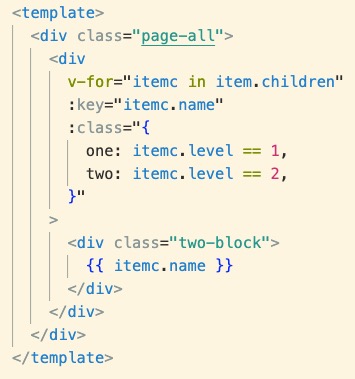 <template>
  <div class="page-all">
    <div
      v-for="itemc in item.children"
      :key="itemc.name"
      :class="{
        one: itemc.level == 1,
        two: itemc.level == 2,
      }"
    >
      <div class="two-block">
        {{ itemc.name }}
      </div>
    </div>
  </div>
</template>